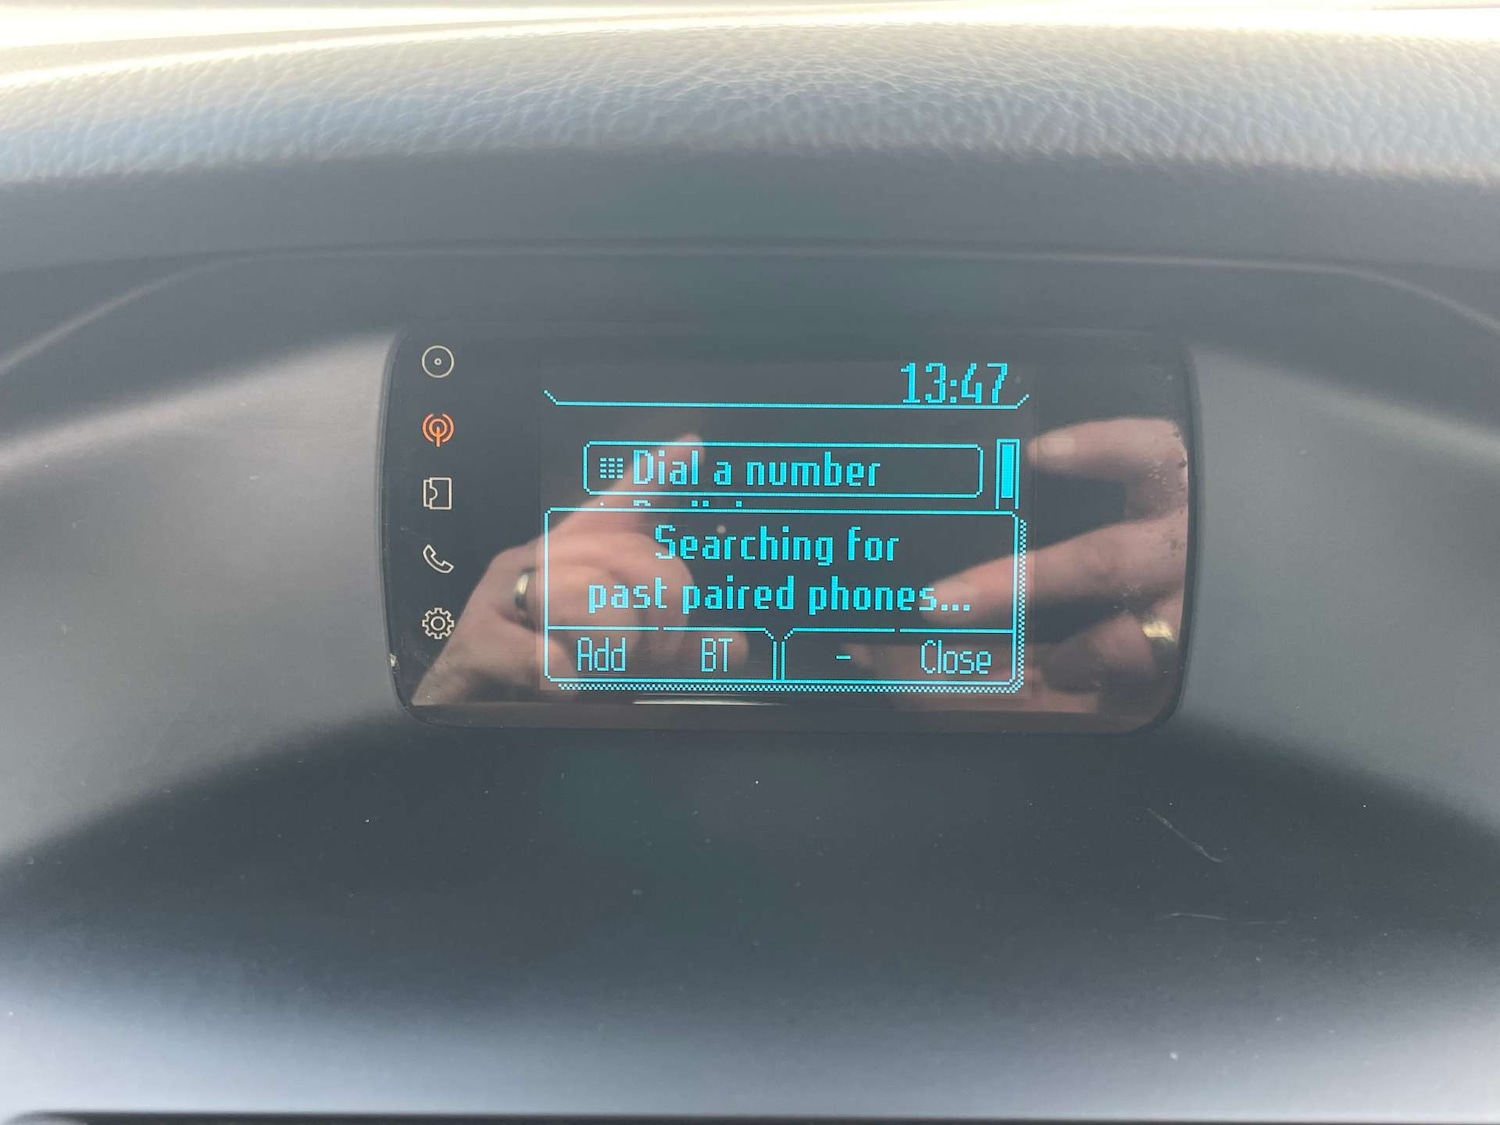 13:47
Dial a number
Searching for
past paired phones...
Add BT - Close